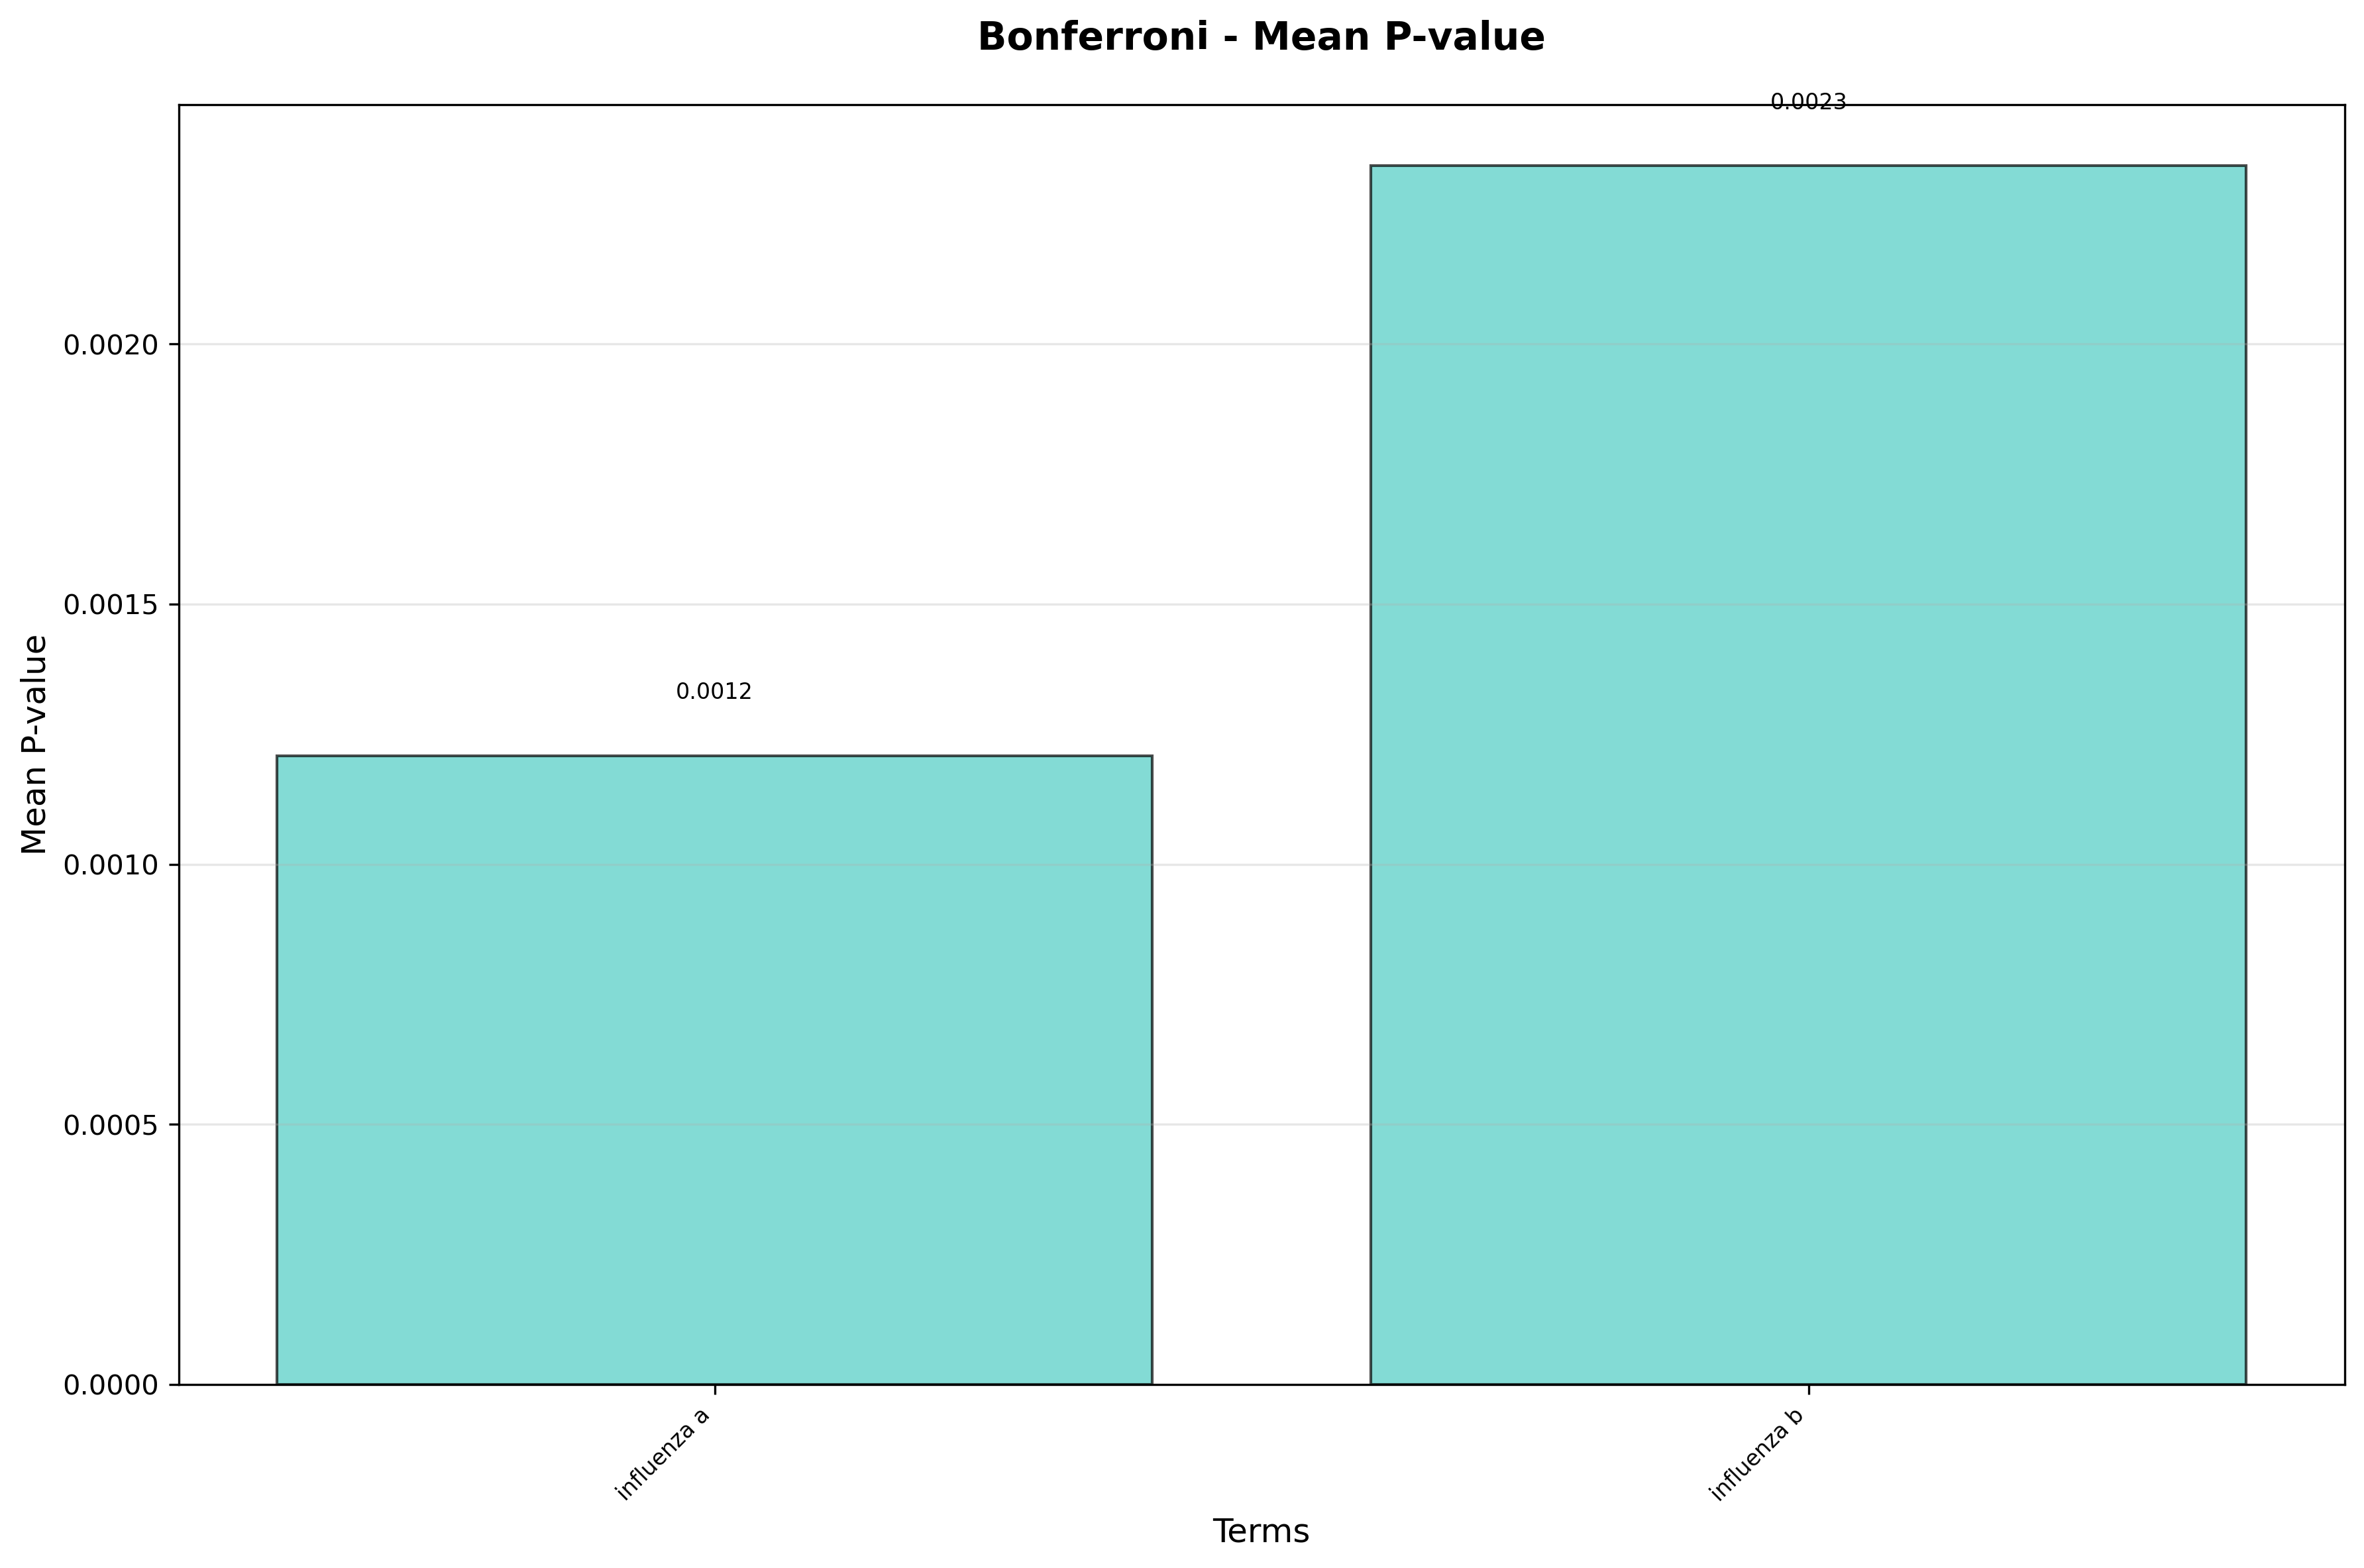 Bonferroni - Mean P-value
0.0023
0.0020
0.0015
0.0012
0.0010
0.0005
0.0000
Mean P-value
influenza a
influenza b
Terms